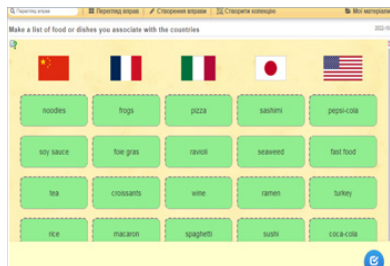 Перегляд вправ Перегляд вправ Створення вправи Створити колекцію Мої матеріали
Make a list of food or dishes you associate with the countries
noodles frogs pizza sashimi pepsi-cola
soy sauce foie gras ravioli seaweed fast food
tea croissants wine ramen turkey
rice macaron spaghetti sushi coca-cola